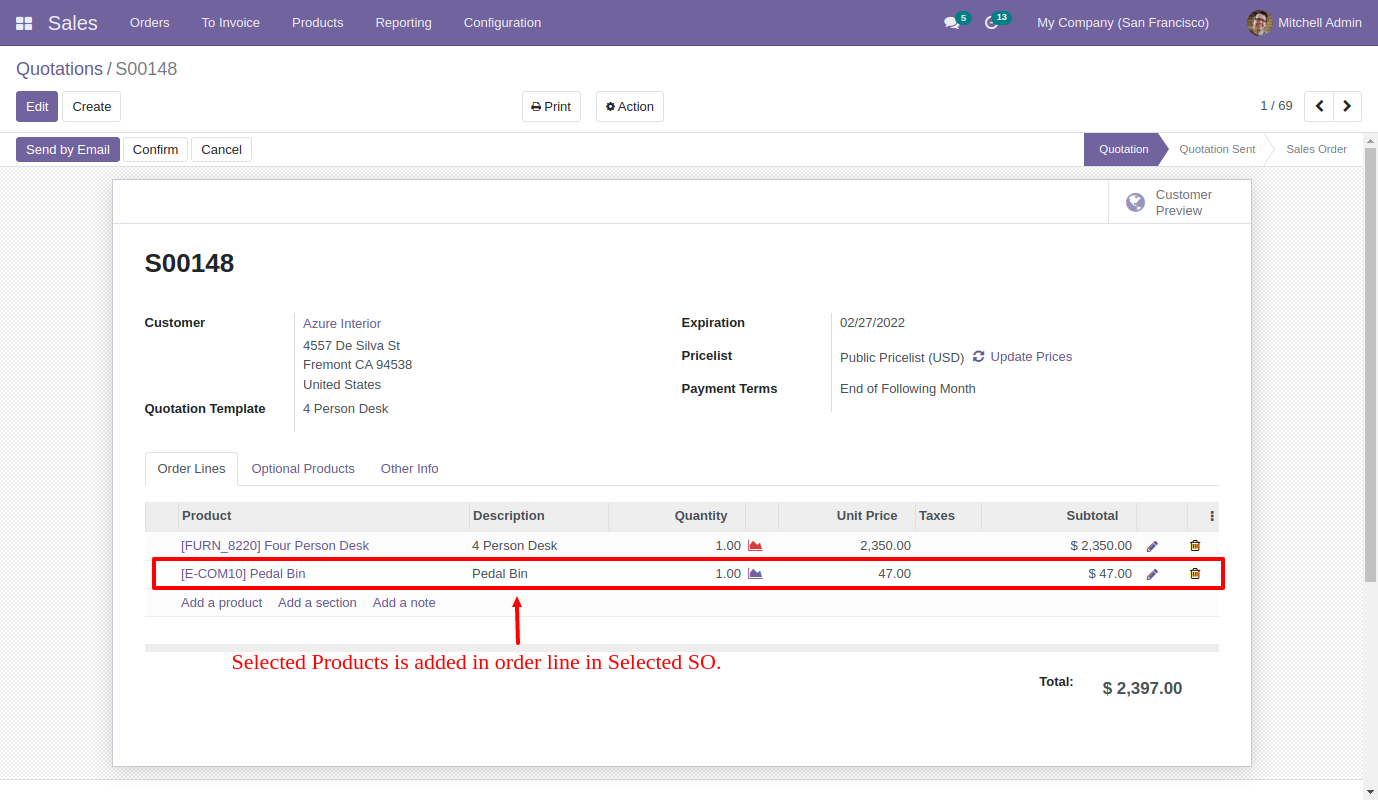 Sales Orders To Invoice Products Reporting Configuration 5 13 My Company (San Francisco) Mitchell Admin
Quotations / S00148
Edit Create Print Action 1 / 69
Send by Email Confirm Cancel Quotation Quotation Sent Sales Order
Customer
Preview
S00148
Customer Azure Interior
4557 De Silva St
Fremont CA 94538
United States
Quotation Template 4 Person Desk
Expiration 02/27/2022
Pricelist Public Pricelist (USD) Update Prices
Payment Terms End of Following Month
Order Lines Optional Products Other Info
Product Description Quantity Unit Price Taxes Subtotal
[FURN_8220] Four Person Desk 4 Person Desk 1.00 2,350.00 $ 2,350.00
[E-COM10] Pedal Bin Pedal Bin 1.00 47.00 $ 47.00
Add a product Add a section Add a note
Selected Products is added in order line in Selected SO.
Total: $ 2,397.00